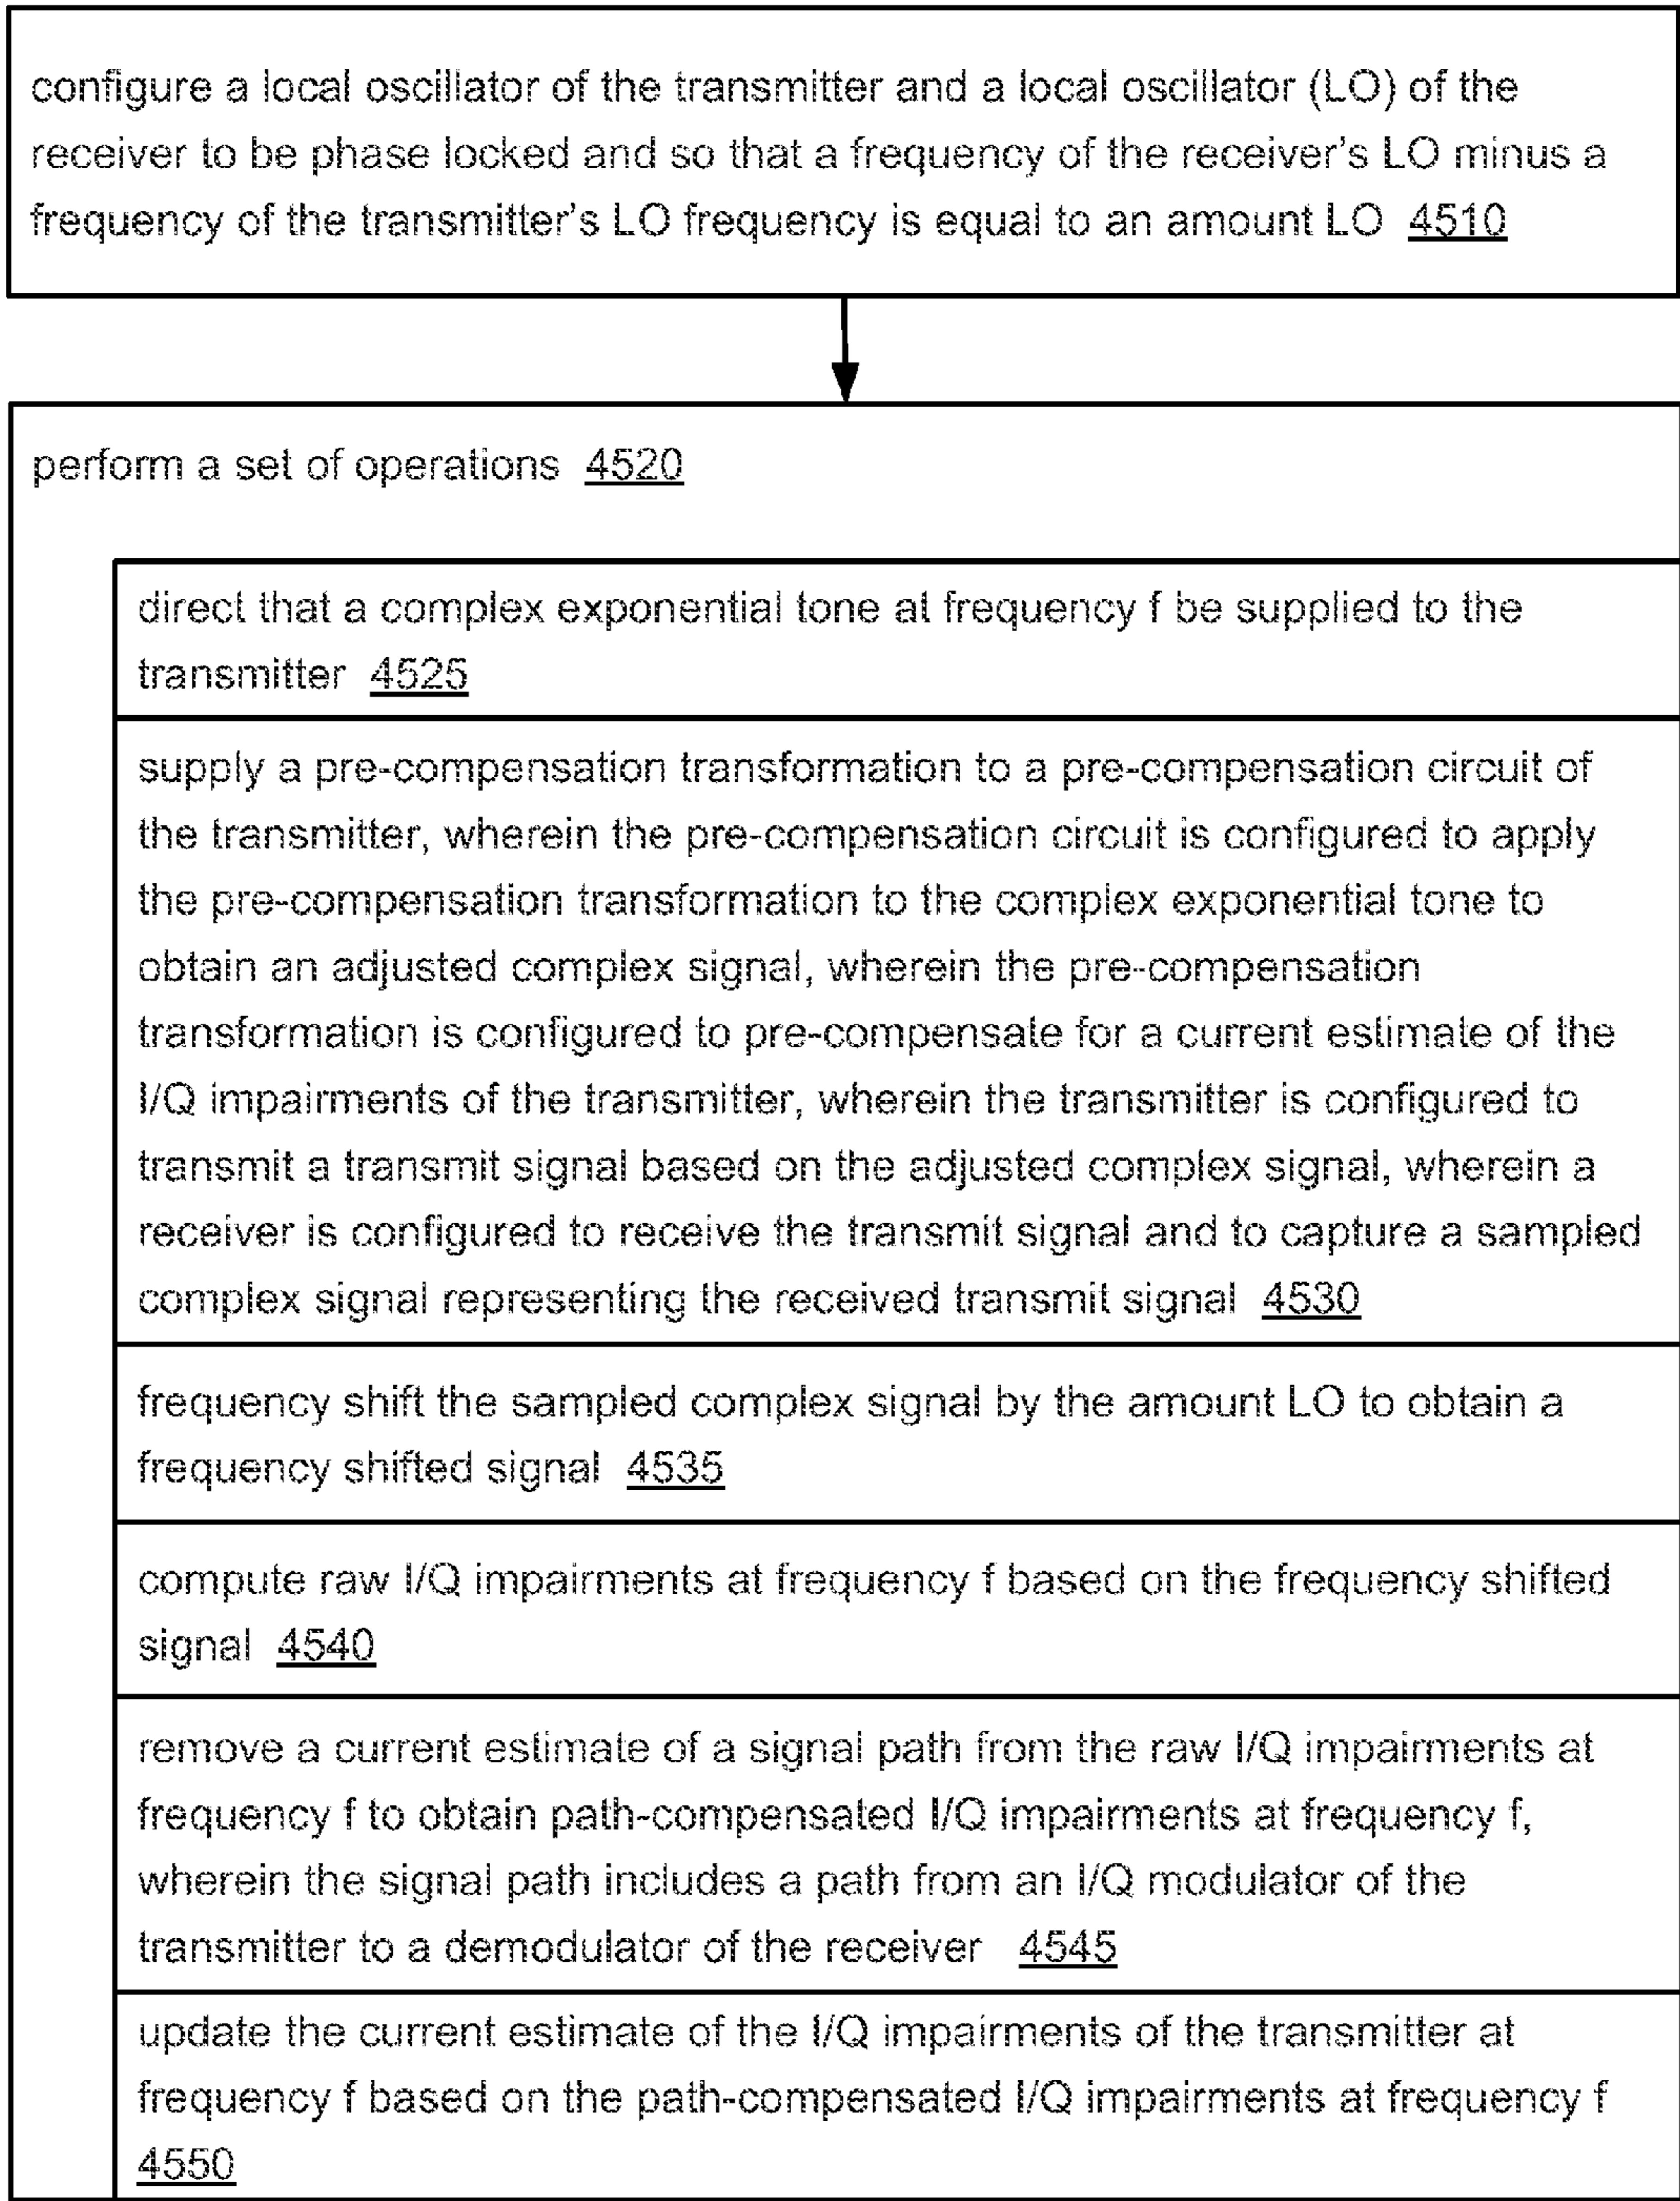 configure a local oscillator of the transmitter and a local oscillator (LO) of the
receiver to be phase locked and so that a frequency of the receiver's LO minus a
frequency of the transmitter's LO frequency is equal to an amount LO 4510
perform a set of operations 4520
direct that a complex exponential tone at frequency f be supplied to the
transmitter 4525
supply a pre-compensation transformation to a pre-compensation circuit of
the transmitter, wherein the pre-compensation circuit is configured to apply
the pre-compensation transformation to the complex exponential tone to
obtain an adjusted complex signal, wherein the pre-compensation
transformation is configured to pre-compensate for a current estimate of the
I/Q impairments of the transmitter, wherein the transmitter is configured to
transmit a transmit signal based on the adjusted complex signal, wherein a
receiver is configured to receive the transmit signal and to capture a sampled
complex signal representing the received transmit signal 4530
frequency shift the sampled complex signal by the amount LO to obtain a
frequency shifted signal 4535
compute raw I/Q impairments at frequency f based on the frequency shifted
signal 4540
remove a current estimate of a signal path from the raw I/Q impairments at
frequency f to obtain path-compensated I/Q impairments at frequency f,
wherein the signal path includes a path from an I/Q modulator of the
transmitter to a demodulator of the receiver 4545
update the current estimate of the I/Q impairments of the transmitter at
frequency f based on the path-compensated I/Q impairments at frequency f
4550